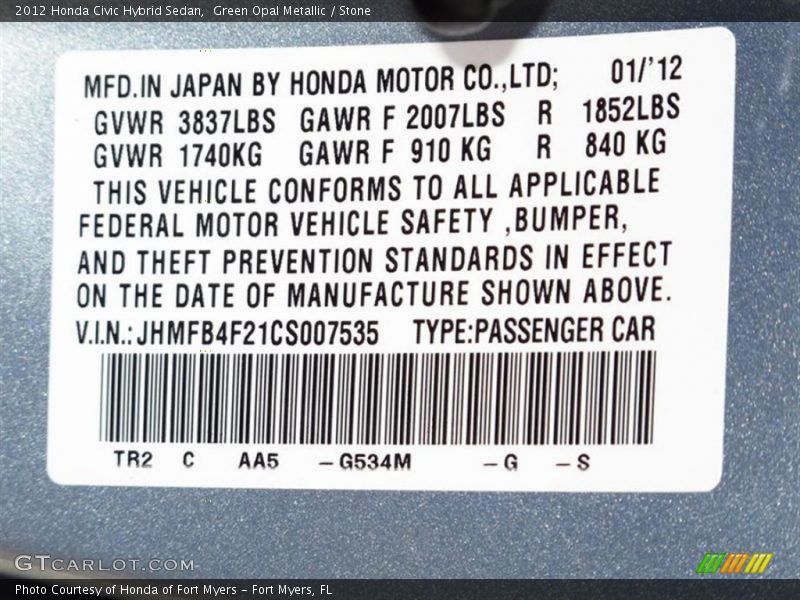 2012 Honda Civic Hybrid Sedan,  Green Opal Metallic / Stone
MFD.IN JAPAN BY HONDA MOTOR CO.,LTD; 01/'12
GVWR 3837LBS GAWR F 2007LBS R 1852LBS
GVWR 1740KG GAWR F 910 KG R 840 KG
THIS VEHICLE CONFORMS TO ALL APPLICABLE
FEDERAL MOTOR VEHICLE SAFETY ,BUMPER,
AND THEFT PREVENTION STANDARDS IN EFFECT
ON THE DATE OF MANUFACTURE SHOWN ABOVE.
V.I.N.:JHMFB4F21CS007535 TYPE:PASSENGER CAR
TR2 C AA5 –G534M –G –S
GTCARLOT.COM
Photo Courtesy of Honda of Fort Myers – Fort Myers, FL